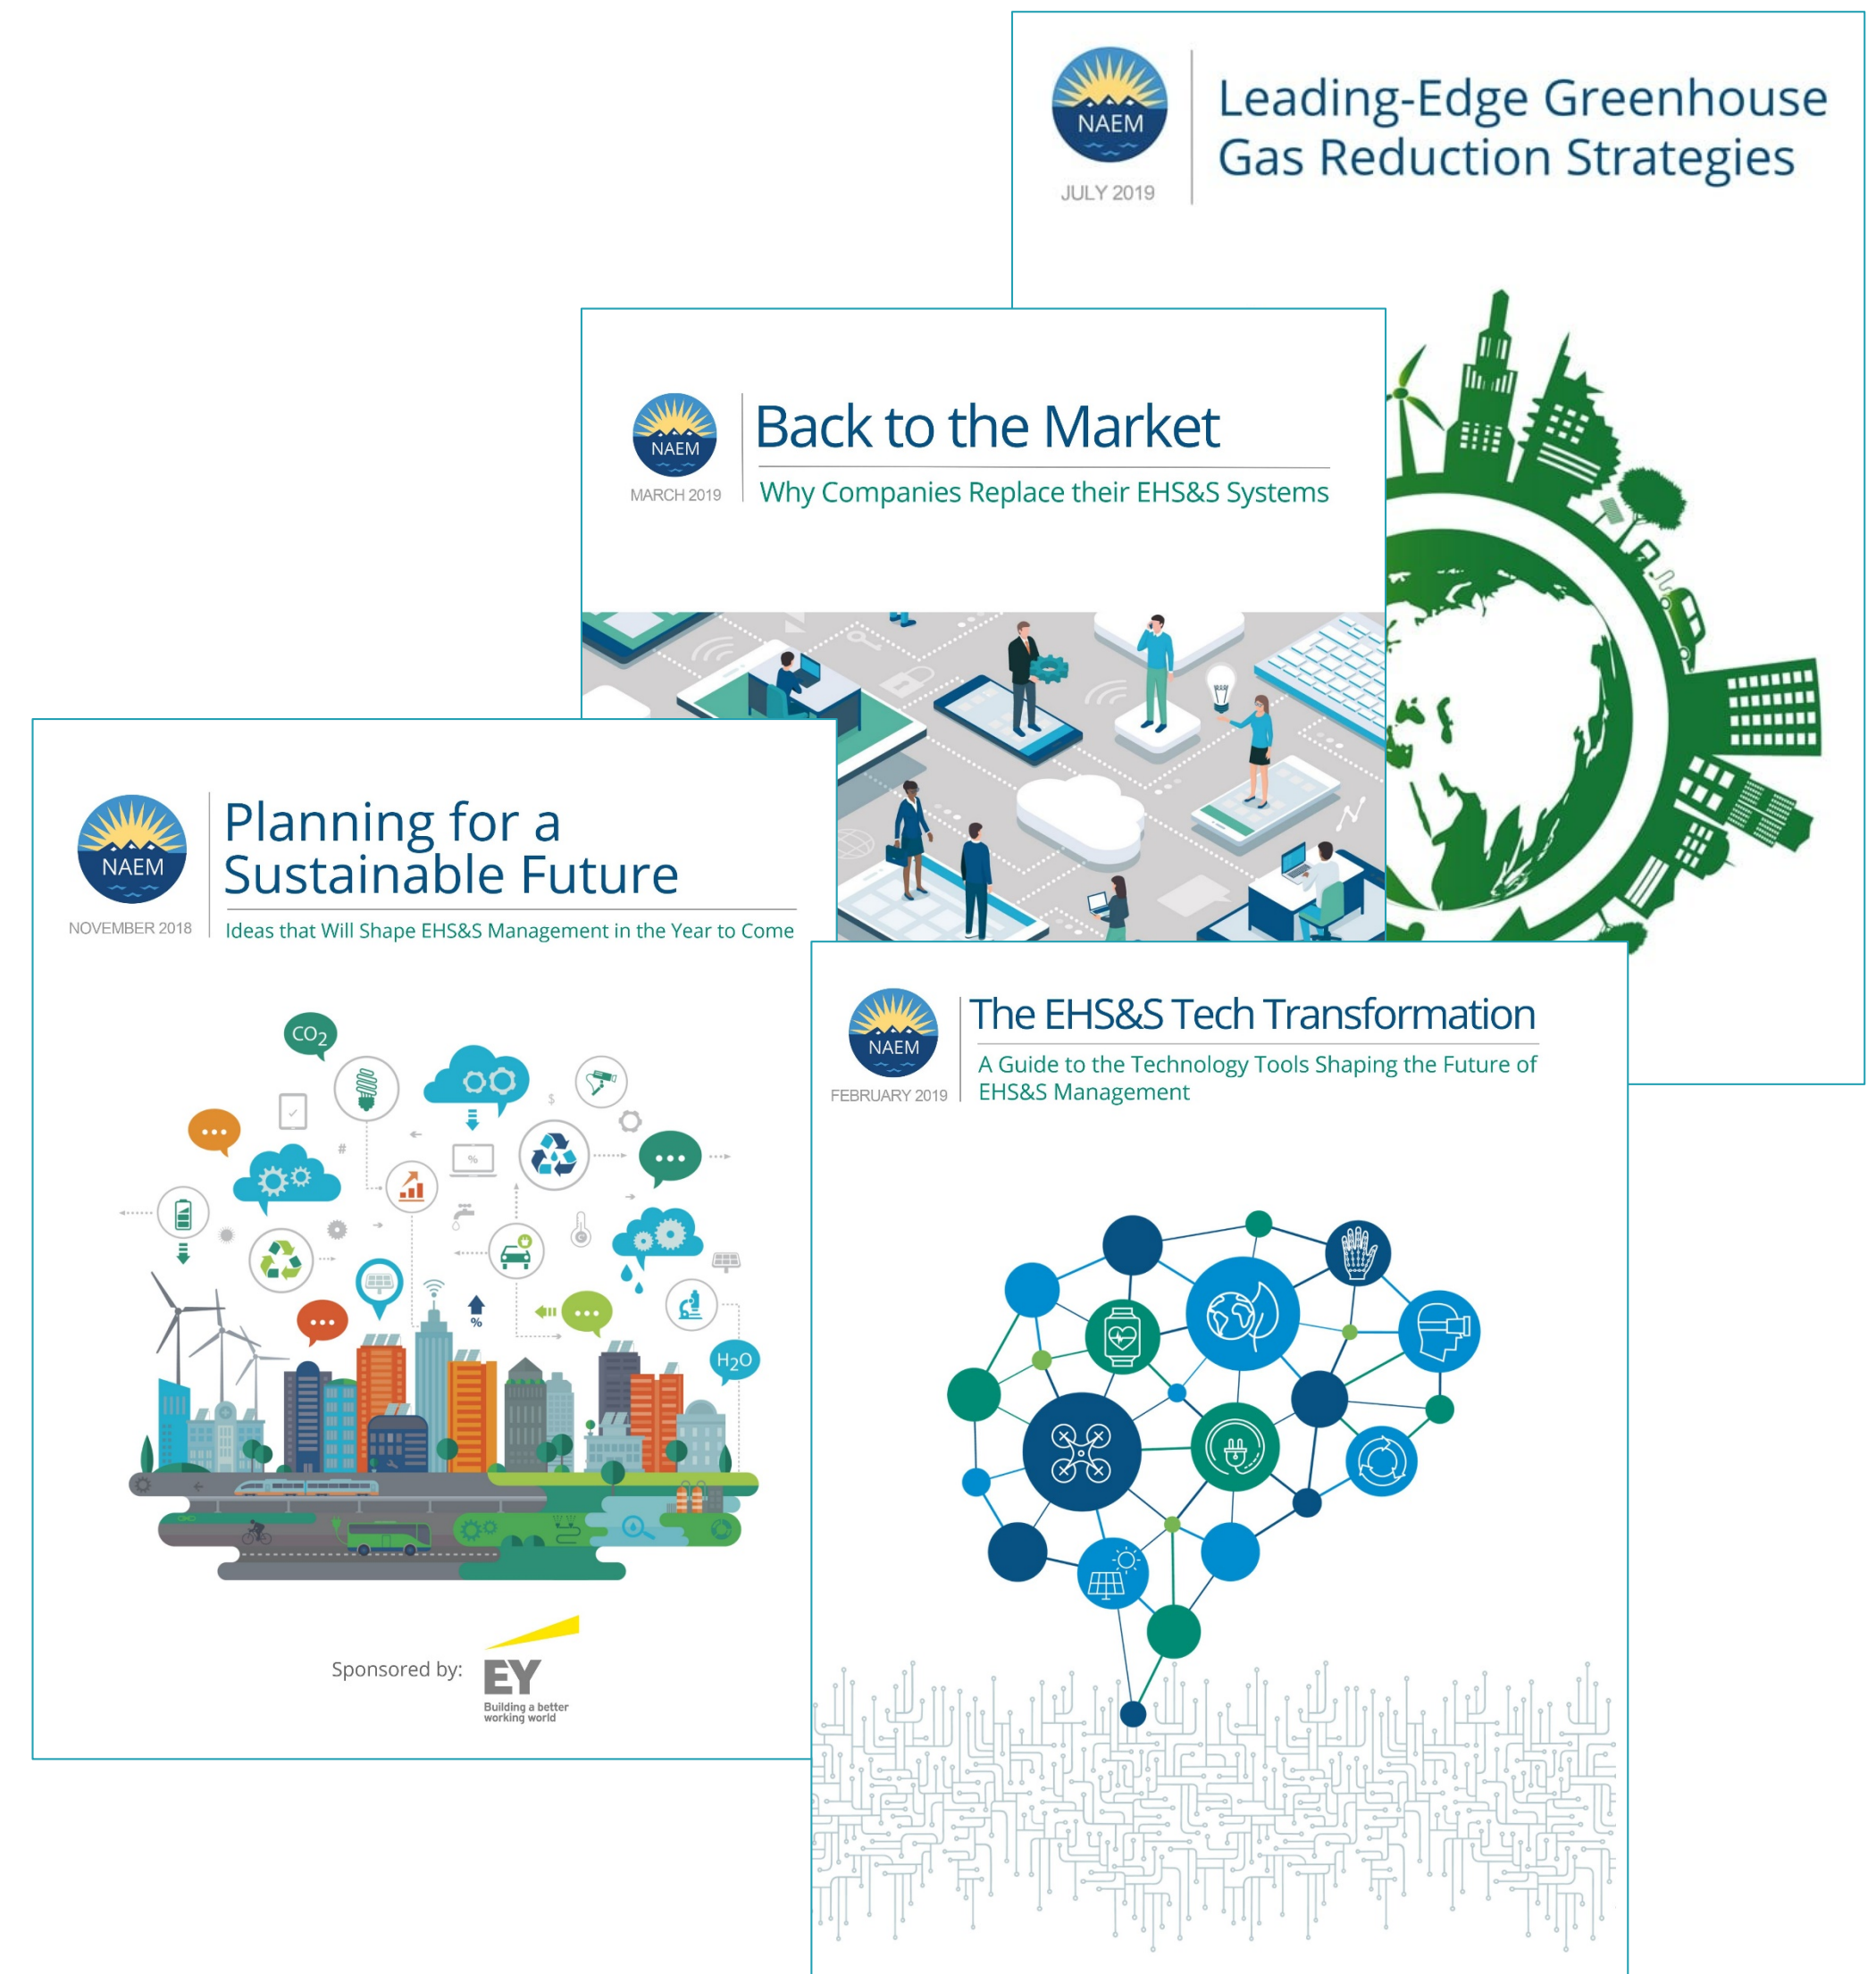 NAEM
JULY 2019
Leading-Edge Greenhouse
Gas Reduction Strategies
NAEM
MARCH 2019
Back to the Market
Why Companies Replace their EHS&S Systems
NAEM
NOVEMBER 2018
Planning for a
Sustainable Future
Ideas that Will Shape EHS&S Management in the Year to Come
CO2
$
#
%
%
H2O
Sponsored by:
EY
Building a better
working world
NAEM
FEBRUARY 2019
The EHS&S Tech Transformation
A Guide to the Technology Tools Shaping the Future of
EHS&S Management